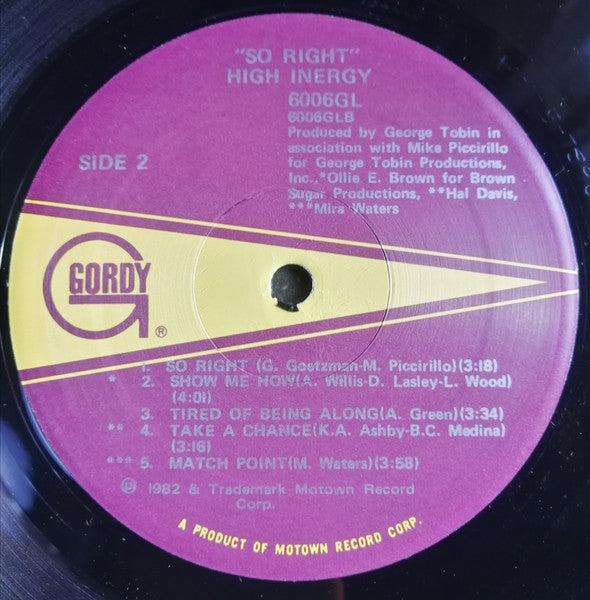 "SO RIGHT"
HIGH INERGY
6006GL
6006GLB
Produced by George Tobin in
association with Mike Piccirillo
for George Tobin Productions,
Inc.,*Ollie E. Brown for Brown
Sugar Productions, **Hal Davis,
***Mira Waters
SIDE 2
GORDY
®
1. SO RIGHT (G. Goetzman-M. Piccirillo)(3:18)
* 2. SHOW ME HOW(A. Willis-D. Lasley-L. Wood)
(4:01)
3. TIRED OF BEING ALONG(A. Green)(3:34)
** 4. TAKE A CHANCE(K.A. Ashby-B.C. Medina)
(3:16)
*** 5. MATCH POINT(M. Waters)(3:58)
℗ 1982 & Trademark Motown Record
Corp.
A PRODUCT OF MOTOWN RECORD CORP.